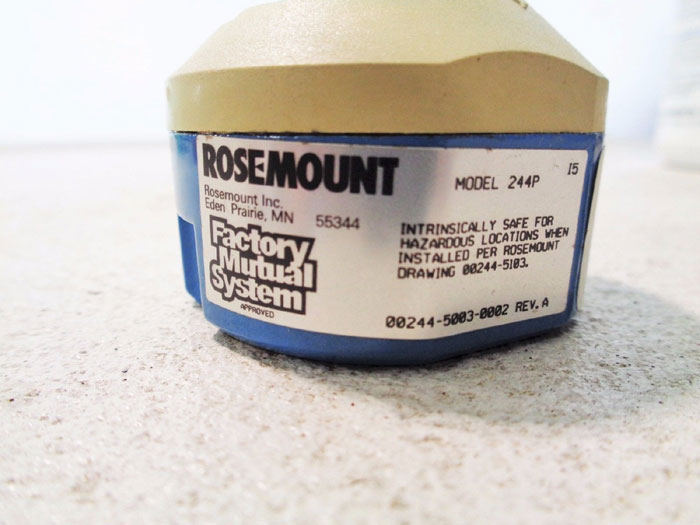 ROSEMOUNT
Rosemount Inc.
Eden Prairie, MN 55344
Factory
Mutual
System
APPROVED
MODEL 244P I5
INTRINSICALLY SAFE FOR
HAZARDOUS LOCATIONS WHEN
INSTALLED PER ROSEMOUNT
DRAWING 00244-5103.
00244-5003-0002 REV.A